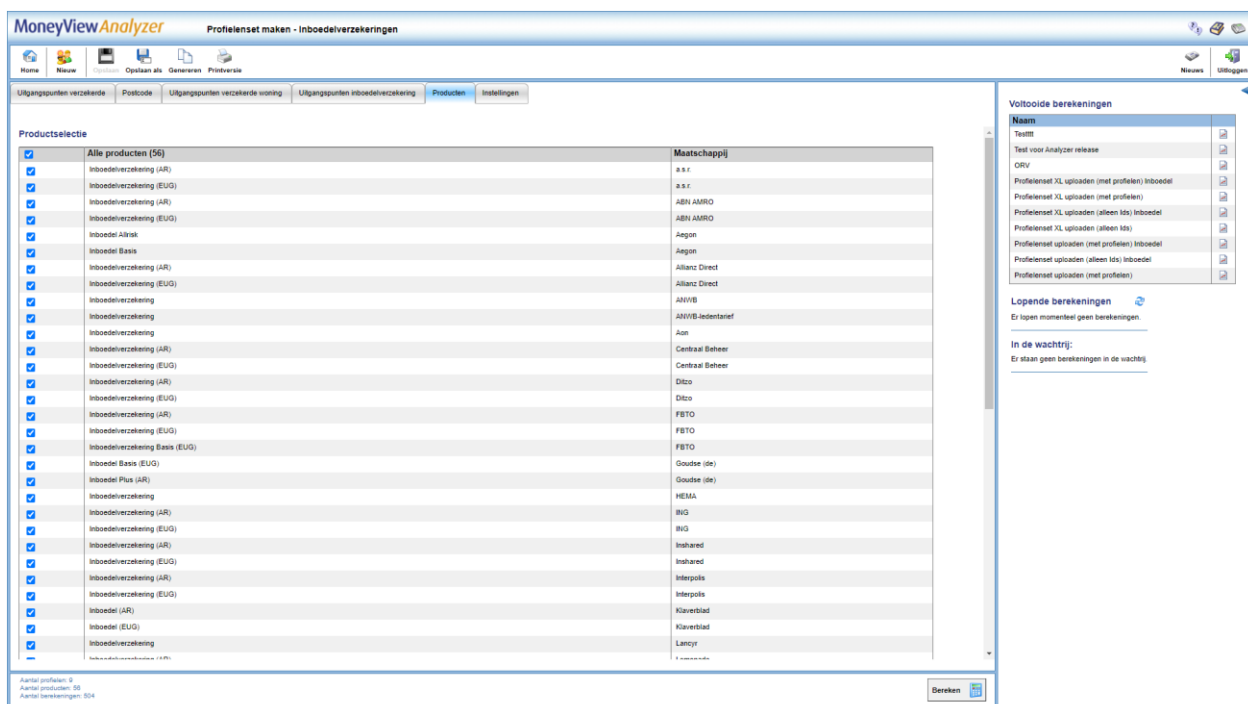 MoneyViewAnalyzer
Profielenset maken - Inboedelverzekeringen
Home Nieuw Opslaan Opslaan als Genereren Printversie Nieuws Uitloggen
Uitgangspunten verzekerde Postcode Uitgangspunten verzekerde woning Uitgangspunten inboedelverzekering Producten Instellingen
Productselectie
Alle producten (56) Maatschappij
Inboedelverzekering (AR) a.s.r.
Inboedelverzekering (EUG) a.s.r.
Inboedelverzekering (AR) ABN AMRO
Inboedelverzekering (EUG) ABN AMRO
Inboedel Allrisk Aegon
Inboedel Basis Aegon
Inboedelverzekering (AR) Allianz Direct
Inboedelverzekering (EUG) Allianz Direct
Inboedelverzekering ANWB
Inboedelverzekering ANWB-ledentarief
Inboedelverzekering Aon
Inboedelverzekering (AR) Centraal Beheer
Inboedelverzekering (EUG) Centraal Beheer
Inboedelverzekering (AR) Ditzo
Inboedelverzekering (EUG) Ditzo
Inboedelverzekering (AR) FBTO
Inboedelverzekering (EUG) FBTO
Inboedelverzekering Basis (EUG) FBTO
Inboedel Basis (EUG) Goudse (de)
Inboedel Plus (AR) Goudse (de)
Inboedelverzekering HEMA
Inboedelverzekering (AR) ING
Inboedelverzekering (EUG) ING
Inboedelverzekering (AR) Inshared
Inboedelverzekering (EUG) Inshared
Inboedelverzekering (AR) Interpolis
Inboedelverzekering (EUG) Interpolis
Inboedel (AR) Klaverblad
Inboedel (EUG) Klaverblad
Inboedelverzekering Lancyr
Inboedelverzekering (AR) Lemonade
Aantal profielen: 9
Aantal producten: 56
Aantal berekeningen: 504
Bereken
Voltooide berekeningen
Naam
Testttt
Test voor Analyzer release
ORV
Profielenset XL uploaden (met profielen) Inboedel
Profielenset XL uploaden (met profielen)
Profielenset XL uploaden (alleen Ids) Inboedel
Profielenset XL uploaden (alleen Ids)
Profielenset uploaden (met profielen) Inboedel
Profielenset uploaden (alleen Ids) Inboedel
Profielenset uploaden (met profielen)
Lopende berekeningen
Er lopen momenteel geen berekeningen.
In de wachtrij:
Er staan geen berekeningen in de wachtrij.